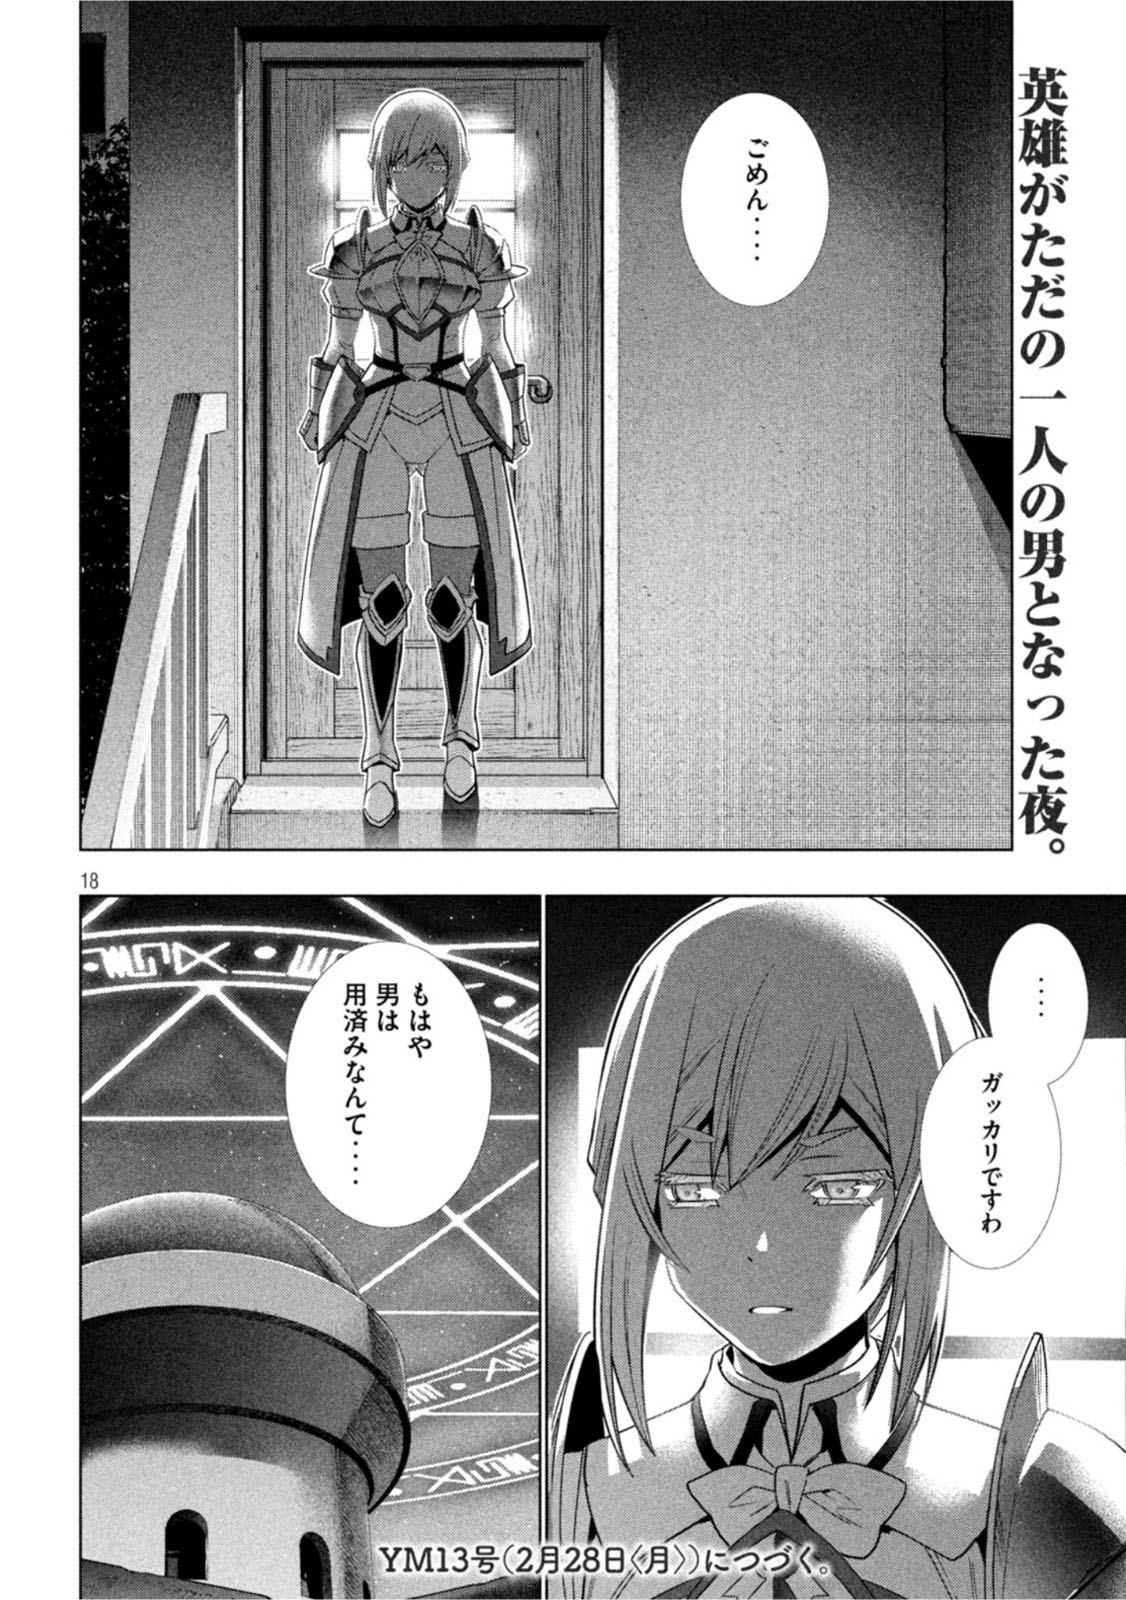 英雄がただの一人の男となった夜。
ごめん‥‥
18
‥‥
ガッカリですわ
もはや
男は
用済みなんて‥‥
YM13号(2月28日〈月〉)につづく。